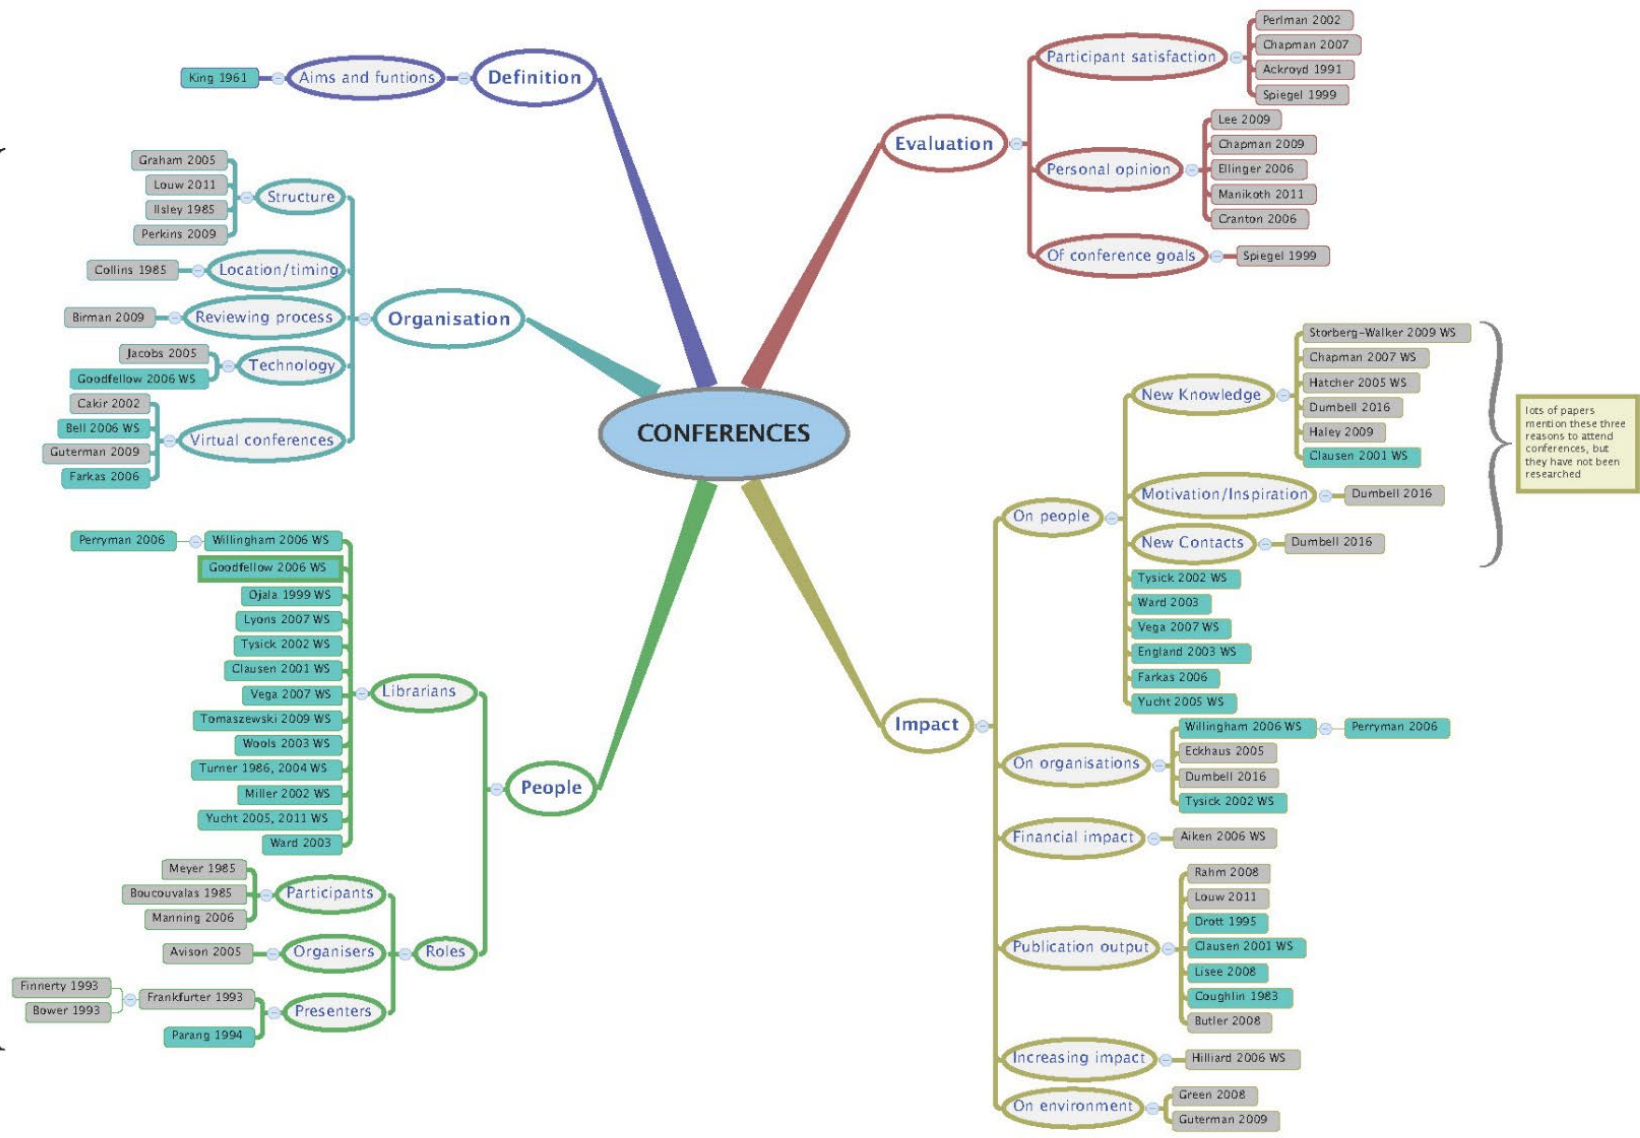 CONFERENCES
Definition
Aims and funtions
King 1961
Organisation
Structure
Graham 2005
Louw 2011
Ilsley 1985
Perkins 2009
Location/timing
Collins 1985
Reviewing process
Birman 2009
Technology
Jacobs 2005
Goodfellow 2006 WS
Virtual conferences
Cakir 2002
Bell 2006 WS
Guterman 2009
Farkas 2006
People
Librarians
Willingham 2006 WS
Perryman 2006
Goodfellow 2006 WS
Ojala 1999 WS
Lyons 2007 WS
Tysick 2002 WS
Clausen 2001 WS
Vega 2007 WS
Tomaszewski 2009 WS
Wools 2003 WS
Turner 1986, 2004 WS
Miller 2002 WS
Yucht 2005, 2011 WS
Ward 2003
Roles
Participants
Meyer 1985
Boucouvalas 1985
Manning 2006
Organisers
Avison 2005
Presenters
Frankfurter 1993
Finnerty 1993
Bower 1993
Parang 1994
Evaluation
Participant satisfaction
Perlman 2002
Chapman 2007
Ackroyd 1991
Spiegel 1999
Personal opinion
Lee 2009
Chapman 2009
Ellinger 2006
Manikoth 2011
Cranton 2006
Of conference goals
Spiegel 1999
Impact
On people
New Knowledge
Storberg-Walker 2009 WS
Chapman 2007 WS
Hatcher 2005 WS
Dumbell 2016
Haley 2009
Clausen 2001 WS
Motivation/Inspiration
Dumbell 2016
New Contacts
Dumbell 2016
lots of papers
mention these three
reasons to attend
conferences, but
they have not been
researched
Tysick 2002 WS
Ward 2003
Vega 2007 WS
England 2003 WS
Farkas 2006
Yucht 2005 WS
On organisations
Willingham 2006 WS
Perryman 2006
Eckhaus 2005
Dumbell 2016
Tysick 2002 WS
Financial impact
Aiken 2006 WS
Publication output
Rahm 2008
Louw 2011
Drott 1995
Clausen 2001 WS
Lisee 2008
Coughlin 1983
Butler 2008
Increasing impact
Hilliard 2006 WS
On environment
Green 2008
Guterman 2009